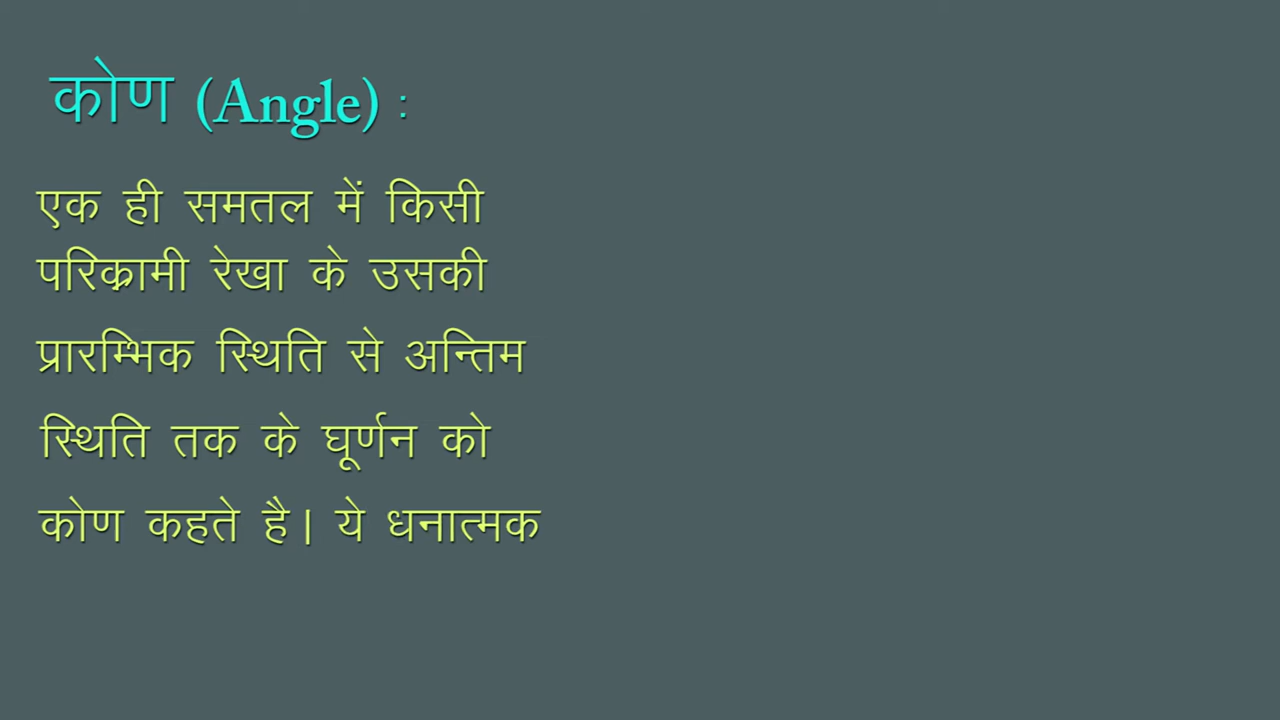 कोण (Angle) :
एक ही समतल में किसी
परिक्रामी रेखा के उसकी
प्रारम्भिक स्थिति से अन्तिम
स्थिति तक के घूर्णन को
कोण कहते है। ये धनात्मक